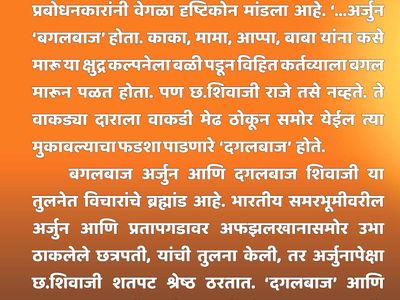 प्रबोधनकारांनी वेगळा दृष्टिकोन मांडला आहे. ‘...अर्जुन
‘बगलबाज’ होता. काका, मामा, आप्पा, बाबा यांना कसे
मारू या क्षुद्र कल्पनेला बळी पडून विहित कर्तव्याला बगल
मारून पळत होता. पण छ.शिवाजी राजे तसे नव्हते. ते
वाकड्या दाराला वाकडी मेढ ठोकून समोर येईल त्या
मुकाबल्याचा फडशा पाडणारे ‘दगलबाज’ होते.
बगलबाज अर्जुन आणि दगलबाज शिवाजी या
तुलनेत विचारांचे ब्रह्मांड आहे. भारतीय समरभूमीवरील
अर्जुन आणि प्रतापगडावर अफझलखानासमोर उभा
ठाकलेले छत्रपती, यांची तुलना केली, तर अर्जुनापेक्षा
छ.शिवाजी शतपट श्रेष्ठ ठरतात. ‘दगलबाज’ आणि